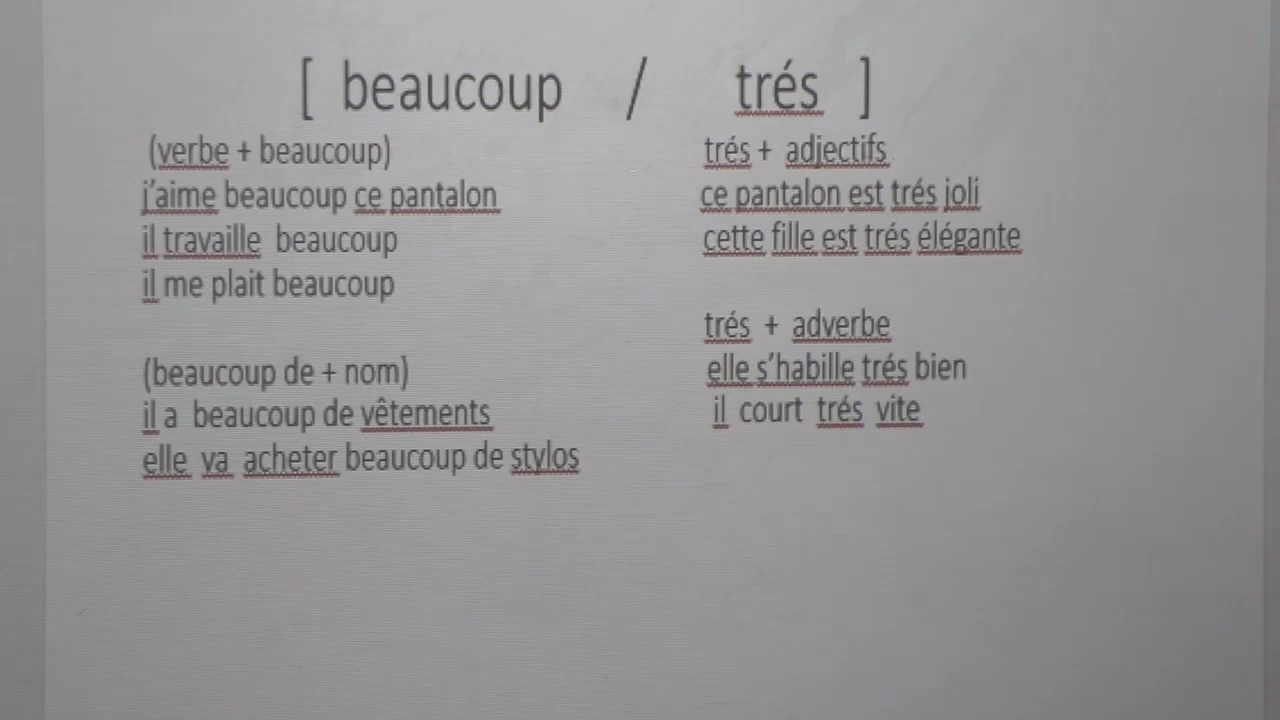 [ beaucoup / trés ]
(verbe + beaucoup)
j'aime beaucoup ce pantalon
il travaille beaucoup
il me plait beaucoup
(beaucoup de + nom)
il a beaucoup de vêtements
elle va acheter beaucoup de stylos
trés + adjectifs
ce pantalon est trés joli
cette fille est trés élégante
trés + adverbe
elle s'habille trés bien
il court trés vite